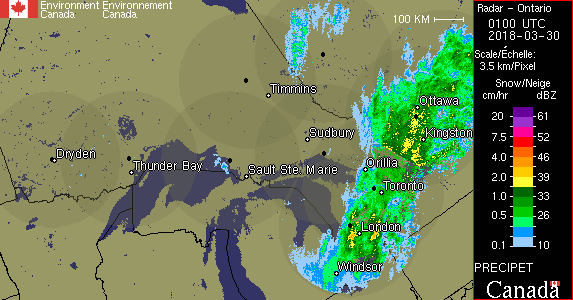 Environment Environnement
Canada Canada
100 KM
Radar - Ontario
0100 UTC
2018-03-30
Scale/Échelle:
3.5 km/Pixel
Snow/Neige
cm/hr dBZ
20 61
7.5 52
4.0 46
2.0 39
1.0 33
0.5 26
0.1 10
PRECIPET
Canada
Timmins
Ottawa
Sudbury
Kingston
Dryden
Thunder Bay
Sault Ste. Marie
Orillia
Toronto
London
Windsor